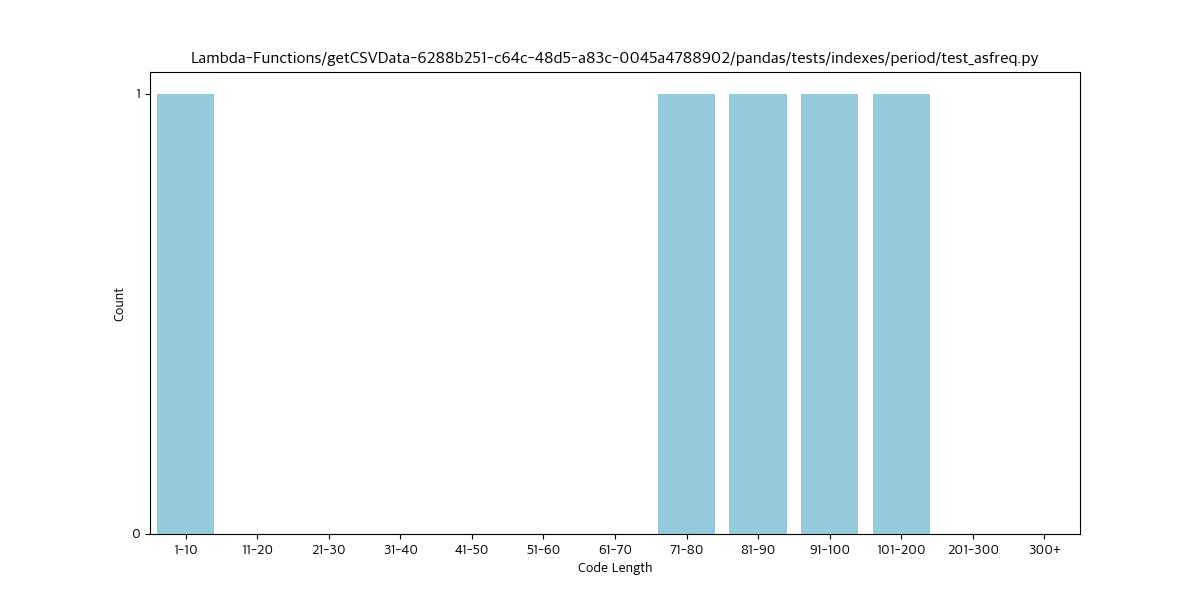 Lambda-Functions/getCSVData-6288b251-c64c-48d5-a83c-0045a4788902/pandas/tests/indexes/period/test_asfreq.py
1
Count
0
1-10 11-20 21-30 31-40 41-50 51-60 61-70 71-80 81-90 91-100 101-200 201-300 300+
Code Length